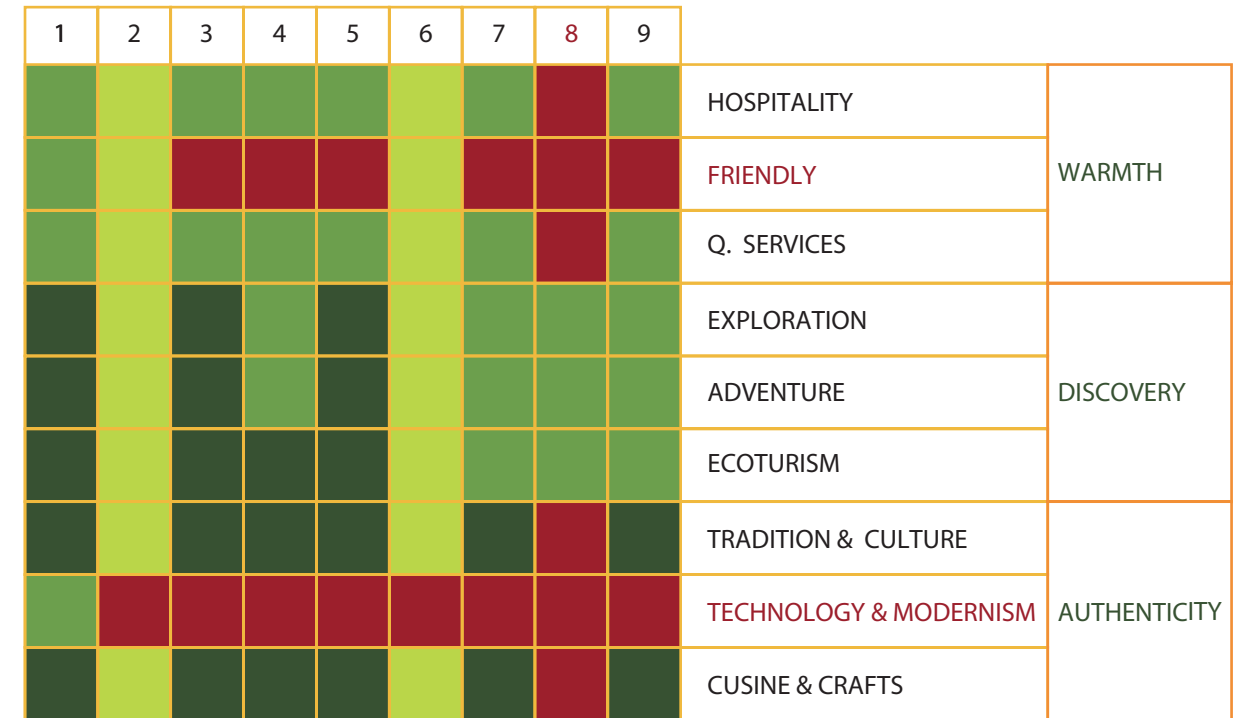 1 2 3 4 5 6 7 8 9
HOSPITALITY
FRIENDLY
WARMTH
Q. SERVICES
EXPLORATION
ADVENTURE
DISCOVERY
ECOTURISM
TRADITION & CULTURE
TECHNOLOGY & MODERNISM
AUTHENTICITY
CUSINE & CRAFTS